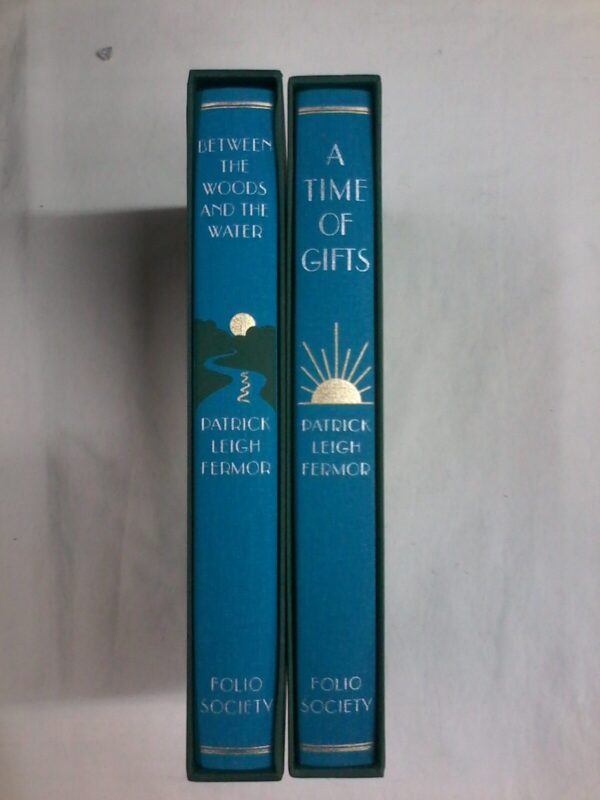 BETWEEN
THE
WOODS
AND THE
WATER
PATRICK
LEIGH
FERMOR
FOLIO
SOCIETY
A
TIME
OF
GIFTS
PATRICK
LEIGH
FERMOR
FOLIO
SOCIETY